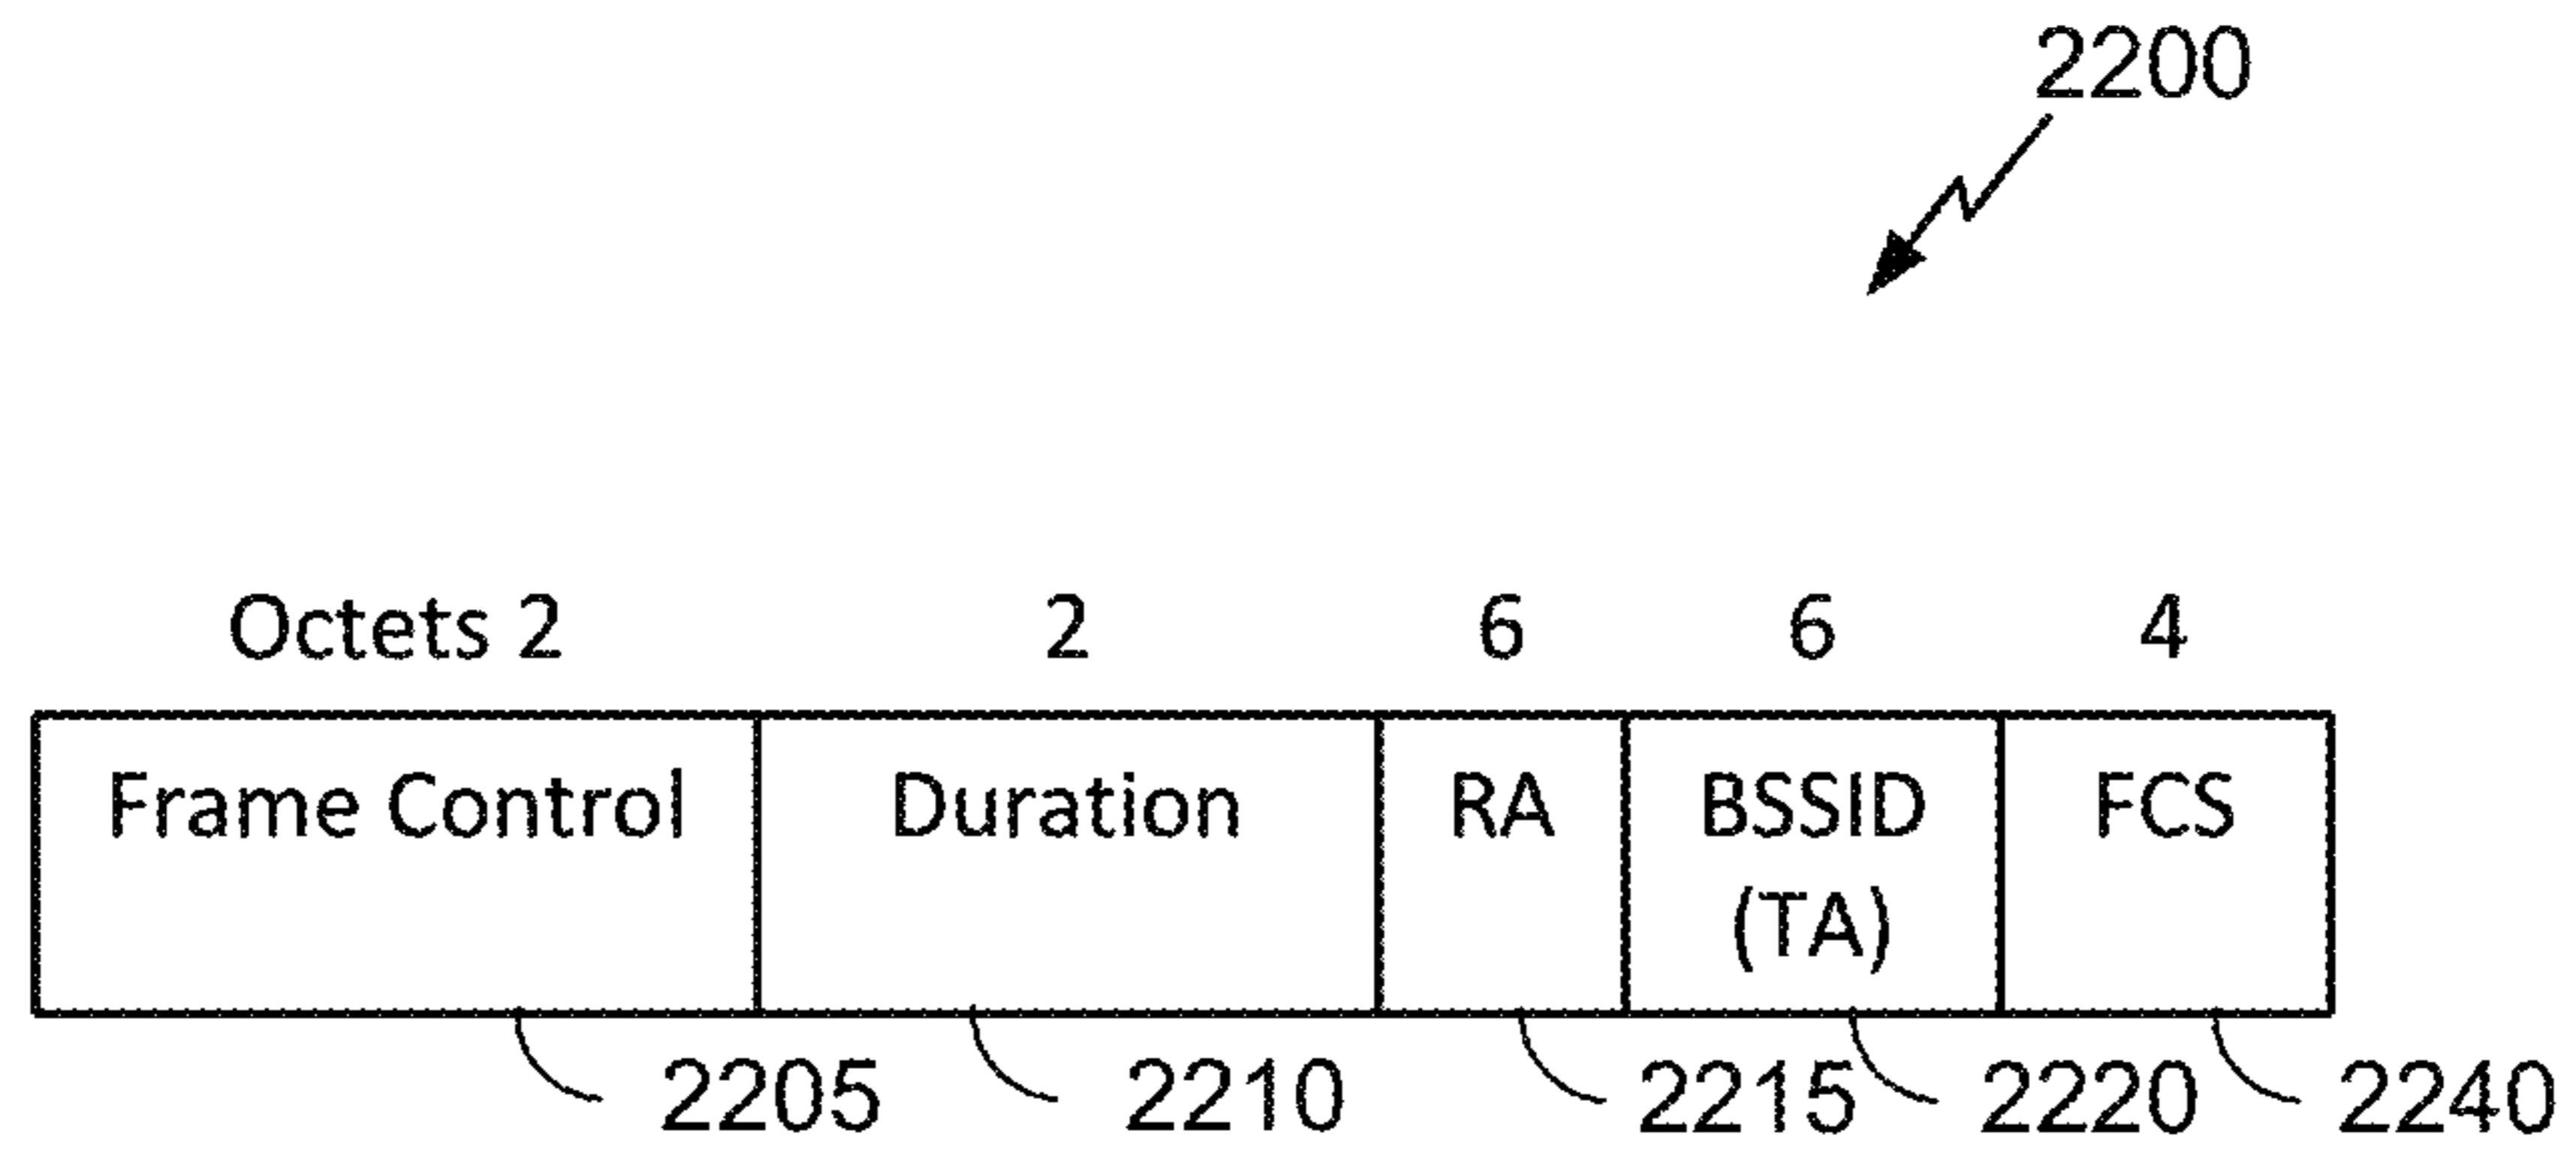 2200
Octets 2 2 6 6 4
Frame Control Duration RA BSSID FCS
(TA)
2205 2210 2215 2220 2240